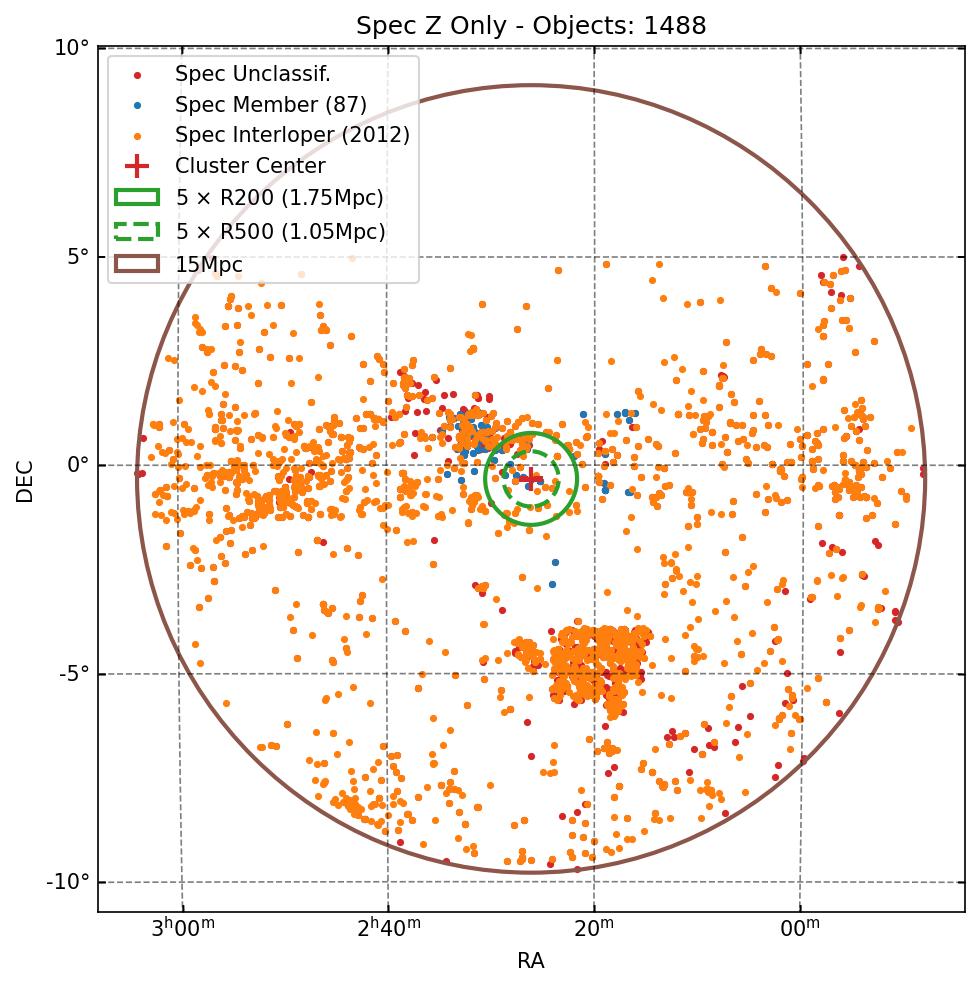 Spec Z Only - Objects: 1488
10°
5°
0°
-5°
-10°
DEC
Spec Unclassif.
Spec Member (87)
Spec Interloper (2012)
Cluster Center
5 × R200 (1.75Mpc)
5 × R500 (1.05Mpc)
15Mpc
3ʰ00ᵐ
2ʰ40ᵐ
20ᵐ
00ᵐ
RA